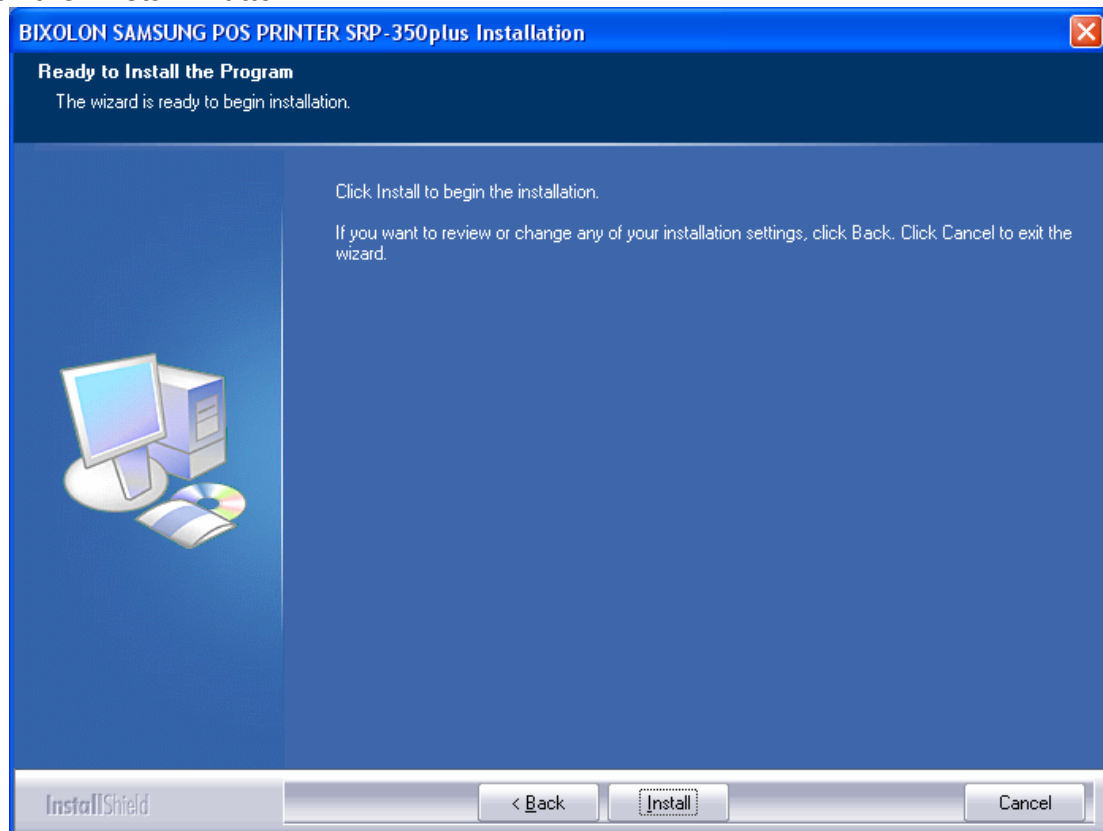 BIXOLON SAMSUNG POS PRINTER SRP-350plus Installation
Ready to Install the Program
The wizard is ready to begin installation.
Click Install to begin the installation.
If you want to review or change any of your installation settings, click Back. Click Cancel to exit the
wizard.
InstallShield
< Back
Install
Cancel